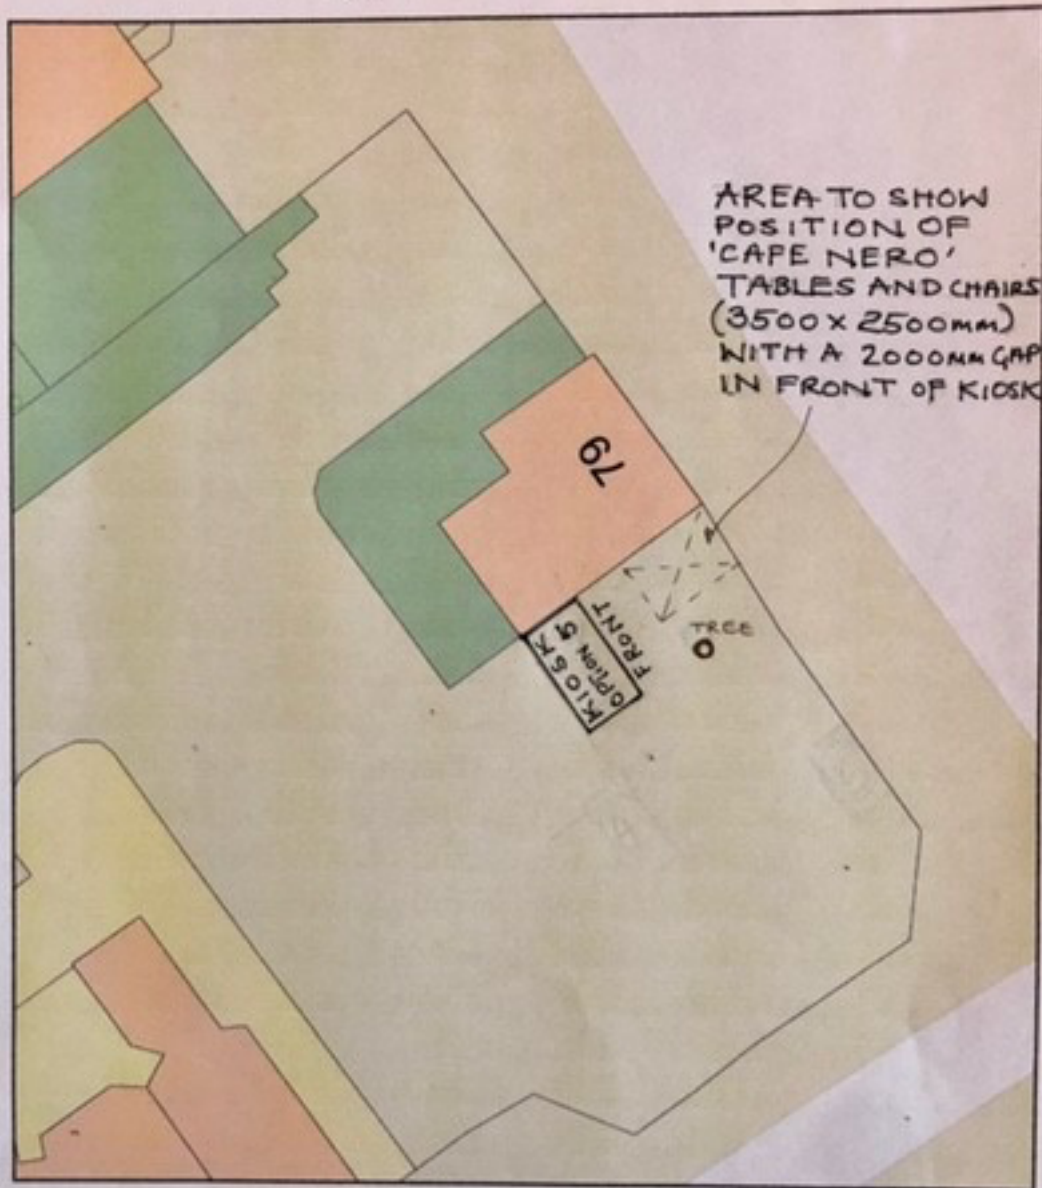 AREA TO SHOW
POSITION OF
'CAPE NERO'
TABLES AND CHAIRS
(3500 x 2500mm)
WITH A 2000MM GAP
IN FRONT OF KIOSK
79
TREE
KIOSK
OPTION 5
FRONT